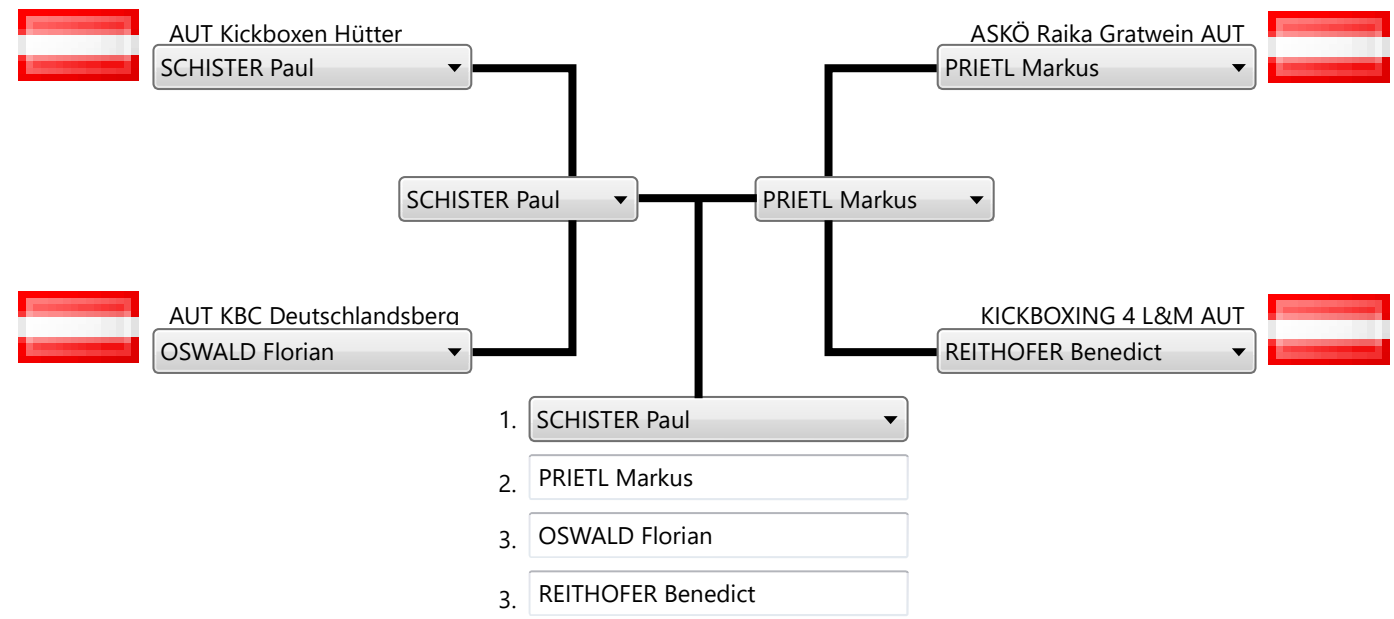 AUT Kickboxen Hütter
SCHISTER Paul
ASKÖ Raika Gratwein AUT
PRIETL Markus
SCHISTER Paul
PRIETL Markus
AUT KBC Deutschlandsberg
OSWALD Florian
KICKBOXING 4 L&M AUT
REITHOFER Benedict
1. SCHISTER Paul
2. PRIETL Markus
3. OSWALD Florian
3. REITHOFER Benedict